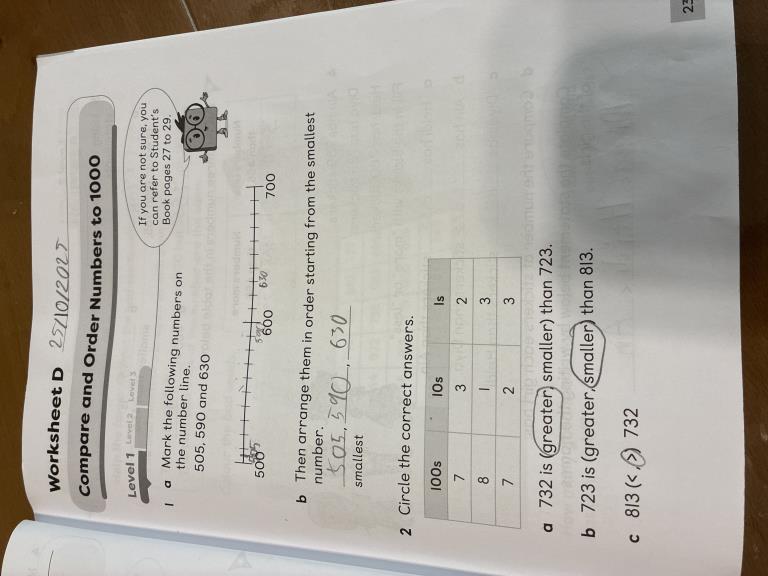 Worksheet D 25/10/2025
Compare and Order Numbers to 1000
Level 1 Level 2 Level 3
If you are not sure, you
can refer to Student's
Book pages 27 to 29.
1 a Mark the following numbers on
the number line.
505, 590 and 630
505 590 630
500 600 700
b Then arrange them in order starting from the smallest
number.
505, 590, 630
smallest
2 Circle the correct answers.
100s 10s 1s
7 3 2
8 1 3
7 2 3
a 732 is (greater, smaller) than 723.
b 723 is (greater, smaller) than 813.
c 813 (<, >) 732
23